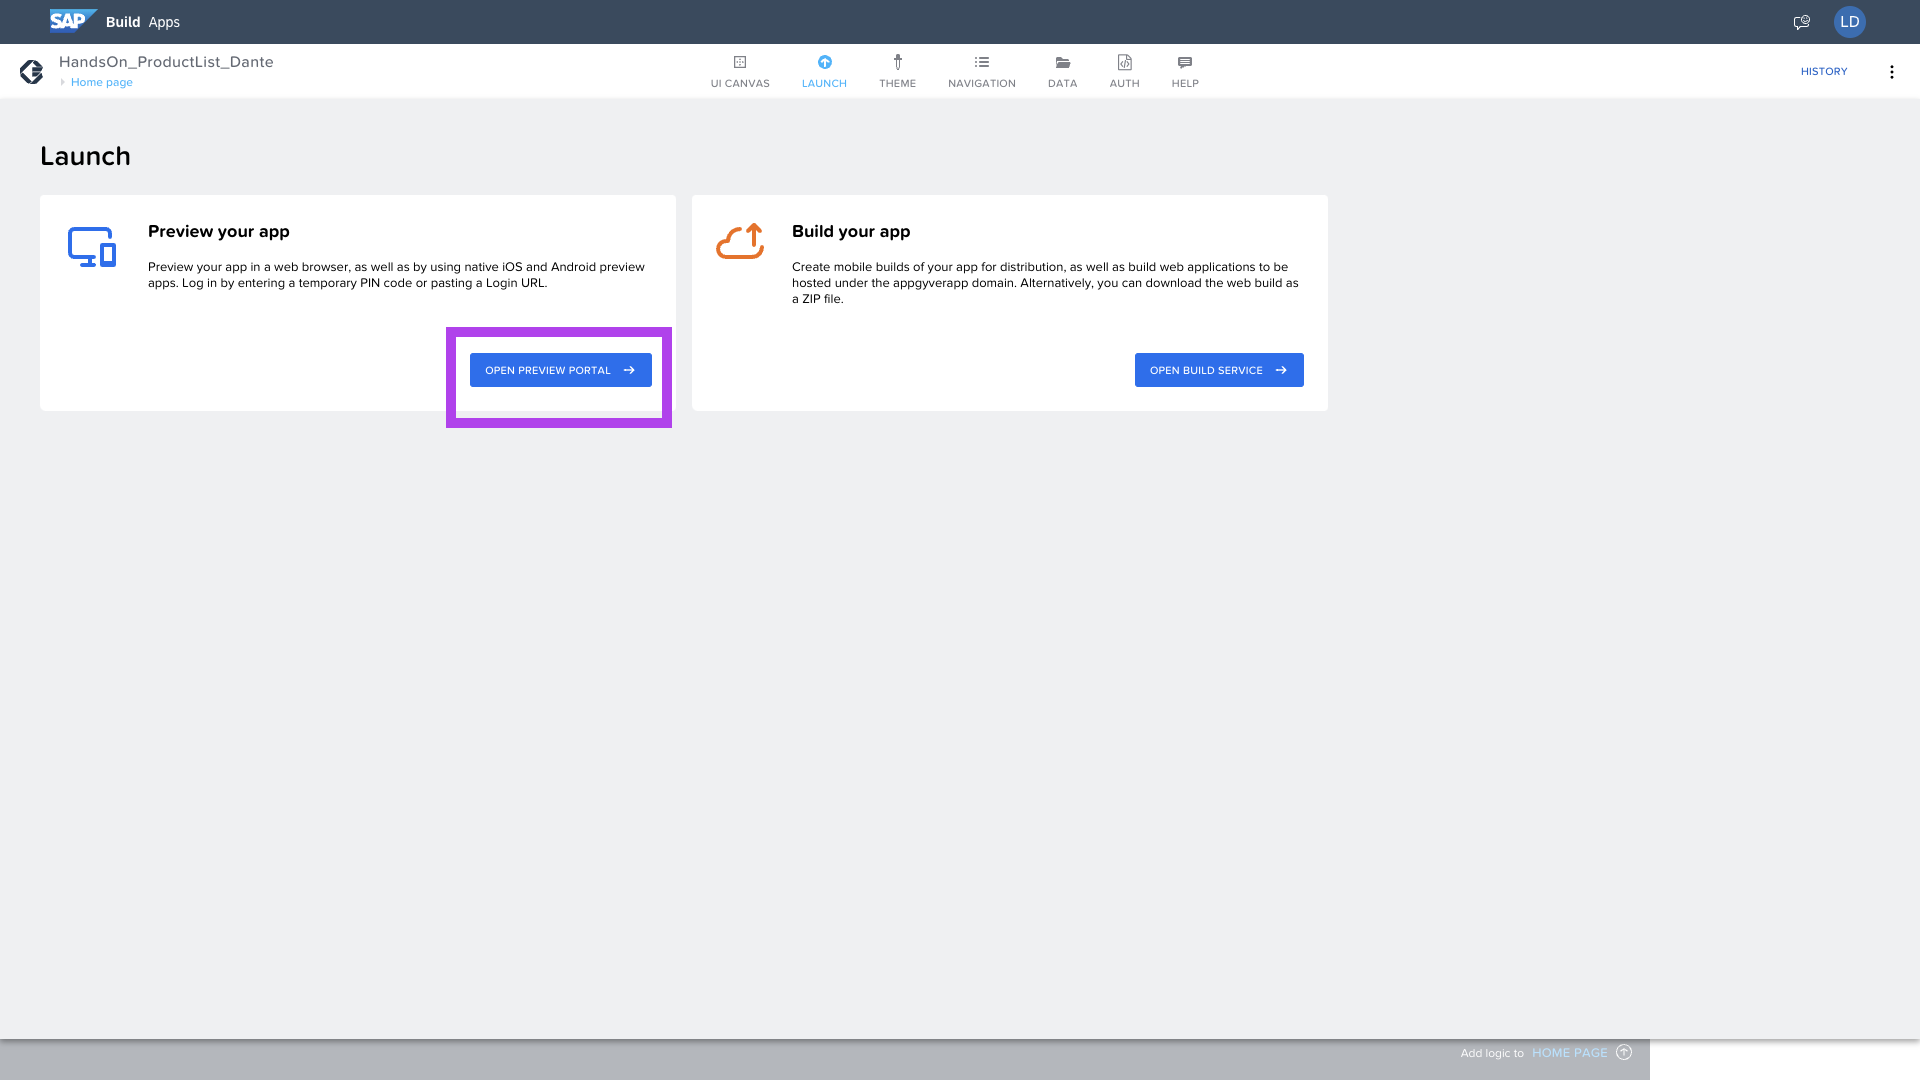 SAP Build Apps
LD
HandsOn_ProductList_Dante
Home page
UI CANVAS
LAUNCH
THEME
NAVIGATION
DATA
AUTH
HELP
HISTORY
Launch
Preview your app
Preview your app in a web browser, as well as by using native iOS and Android preview
apps. Log in by entering a temporary PIN code or pasting a Login URL.
OPEN PREVIEW PORTAL
Build your app
Create mobile builds of your app for distribution, as well as build web applications to be
hosted under the appgyverapp domain. Alternatively, you can download the web build as
a ZIP file.
OPEN BUILD SERVICE
Add logic to HOME PAGE